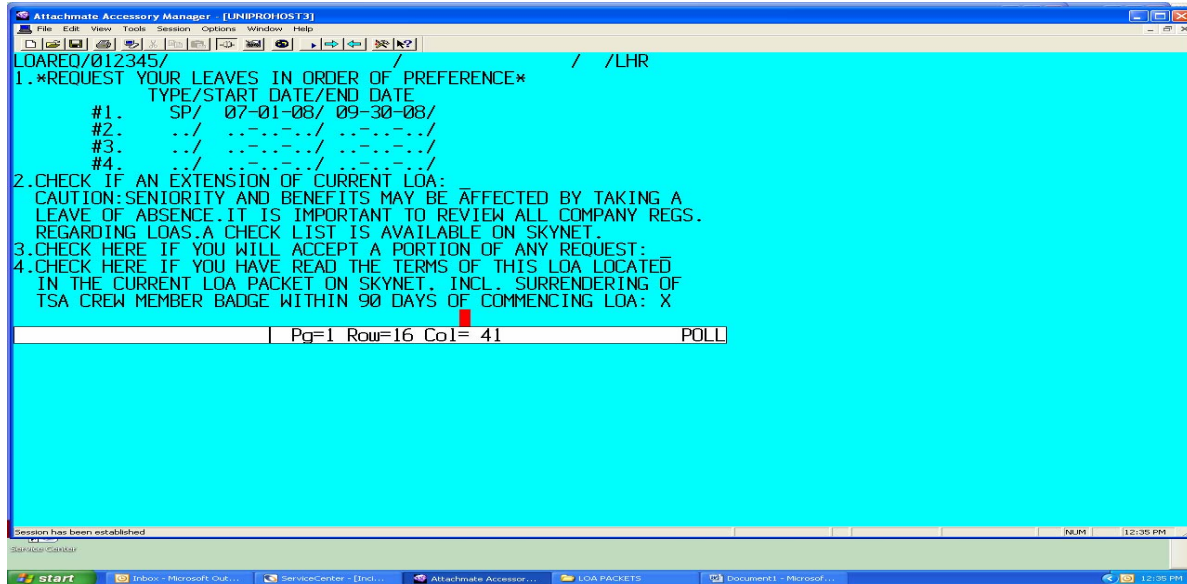 Attachmate Accessory Manager - [UNIPROHOST3]
File Edit View Tools Session Options Window Help
LOAREQ/012345/ / / /LHR
1.*REQUEST YOUR LEAVES IN ORDER OF PREFERENCE*
TYPE/START DATE/END DATE
#1. SP/ 07-01-08/ 09-30-08/
#2. ../ ..-..-../ ..-..-../
#3. ../ ..-..-../ ..-..-../
#4. ../ ..-..-../ ..-..-../
2.CHECK IF AN EXTENSION OF CURRENT LOA: _
CAUTION:SENIORITY AND BENEFITS MAY BE AFFECTED BY TAKING A
LEAVE OF ABSENCE.IT IS IMPORTANT TO REVIEW ALL COMPANY REGS.
REGARDING LOAS.A CHECK LIST IS AVAILABLE ON SKYNET.
3.CHECK HERE IF YOU WILL ACCEPT A PORTION OF ANY REQUEST: _
4.CHECK HERE IF YOU HAVE READ THE TERMS OF THIS LOA LOCATED
IN THE CURRENT LOA PACKET ON SKYNET. INCL. SURRENDERING OF
TSA CREW MEMBER BADGE WITHIN 90 DAYS OF COMMENCING LOA: X
Pg=1 Row=16 Col= 41 POLL
Session has been established NUM 12:35 PM
Service Center
start Inbox - Microsoft Out... ServiceCenter - [Inci... Attachmate Accessor... LOA PACKETS Document1 - Microsof... 12:35 PM